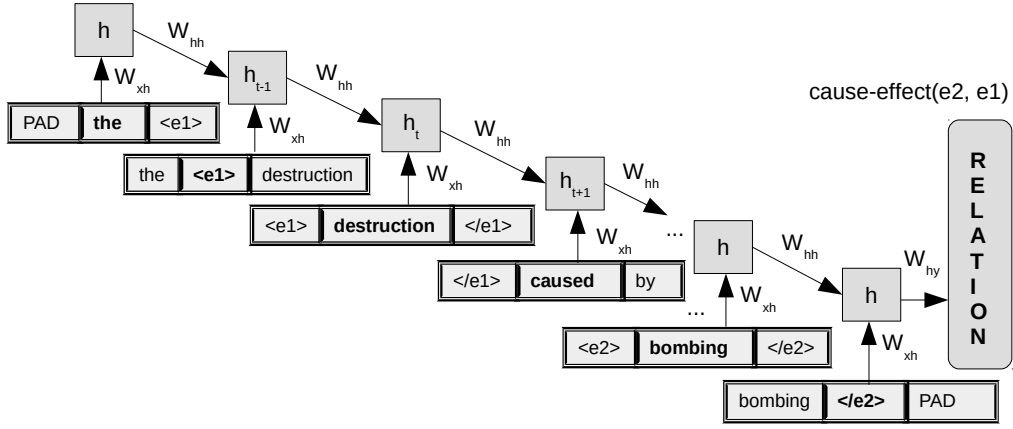 h
W_hh
W_xh
PAD the <e1>
h_t-1
W_hh
W_xh
the <e1> destruction
h_t
W_hh
W_xh
<e1> destruction </e1>
h_t+1
W_hh
W_xh
</e1> caused by
...
...
h
W_hh
W_xh
<e2> bombing </e2>
h
W_hy
W_xh
bombing </e2> PAD
cause-effect(e2, e1)
RELATION